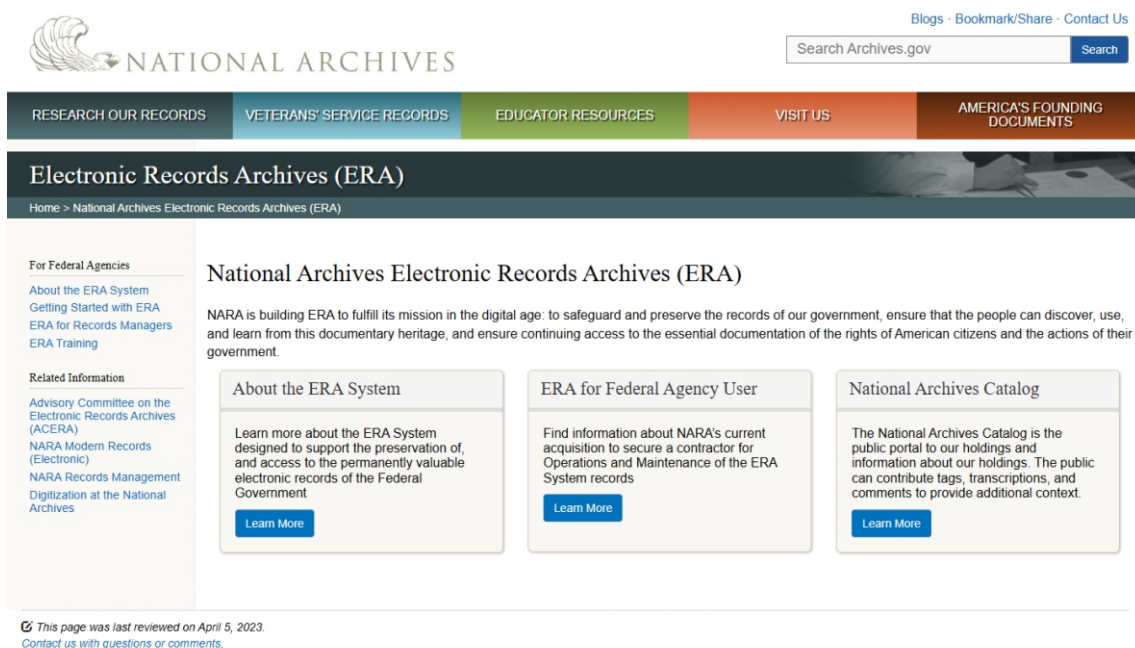 Blogs · Bookmark/Share · Contact Us
NATIONAL ARCHIVES
Search Archives.gov
Search
RESEARCH OUR RECORDS
VETERANS' SERVICE RECORDS
EDUCATOR RESOURCES
VISIT US
AMERICA'S FOUNDING
DOCUMENTS
Electronic Records Archives (ERA)
Home > National Archives Electronic Records Archives (ERA)
For Federal Agencies
About the ERA System
Getting Started with ERA
ERA for Records Managers
ERA Training
Related Information
Advisory Committee on the
Electronic Records Archives
(ACERA)
NARA Modern Records
(Electronic)
NARA Records Management
Digitization at the National
Archives
National Archives Electronic Records Archives (ERA)
NARA is building ERA to fulfill its mission in the digital age: to safeguard and preserve the records of our government, ensure that the people can discover, use,
and learn from this documentary heritage, and ensure continuing access to the essential documentation of the rights of American citizens and the actions of their
government.
About the ERA System
Learn more about the ERA System
designed to support the preservation of,
and access to the permanently valuable
electronic records of the Federal
Government
Learn More
ERA for Federal Agency User
Find information about NARA's current
acquisition to secure a contractor for
Operations and Maintenance of the ERA
System records
Learn More
National Archives Catalog
The National Archives Catalog is the
public portal to our holdings and
information about our holdings. The public
can contribute tags, transcriptions, and
comments to provide additional context.
Learn More
This page was last reviewed on April 5, 2023.
Contact us with questions or comments.